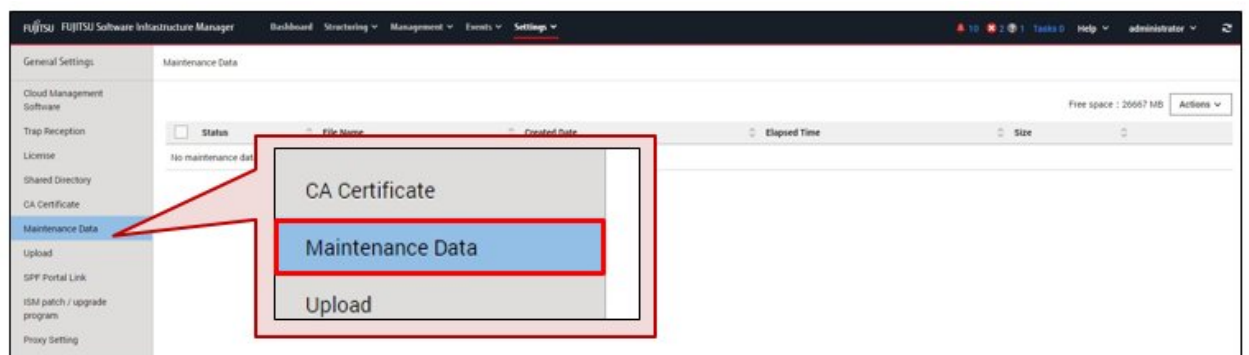 FUJITSU FUJITSU Software Infrastructure Manager Dashboard Structuring Management Events Settings 10 2 1 Tasks 0 Help administrator
General Settings
Maintenance Data
Cloud Management
Software
Free space : 26667 MB Actions
Trap Reception
Status File Name Created Date Elapsed Time Size
License
No maintenance dat
Shared Directory
CA Certificate
Maintenance Data
Upload
SPF Portal Link
ISM patch / upgrade
program
Proxy Setting
CA Certificate
Maintenance Data
Upload